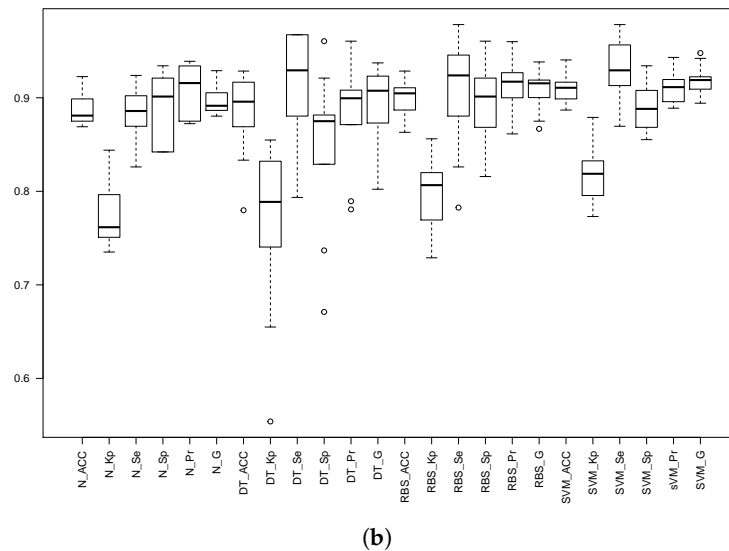 0.9
0.8
0.7
0.6
N_ACC
N_Kp
N_Se
N_Sp
N_Pr
N_G
DT_ACC
DT_Kp
DT_Se
DT_Sp
DT_Pr
DT_G
RBS_ACC
RBS_Kp
RBS_Se
RBS_Sp
RBS_Pr
RBS_G
SVM_ACC
SVM_Kp
SVM_Se
SVM_Sp
sVM_Pr
SVM_G
(b)